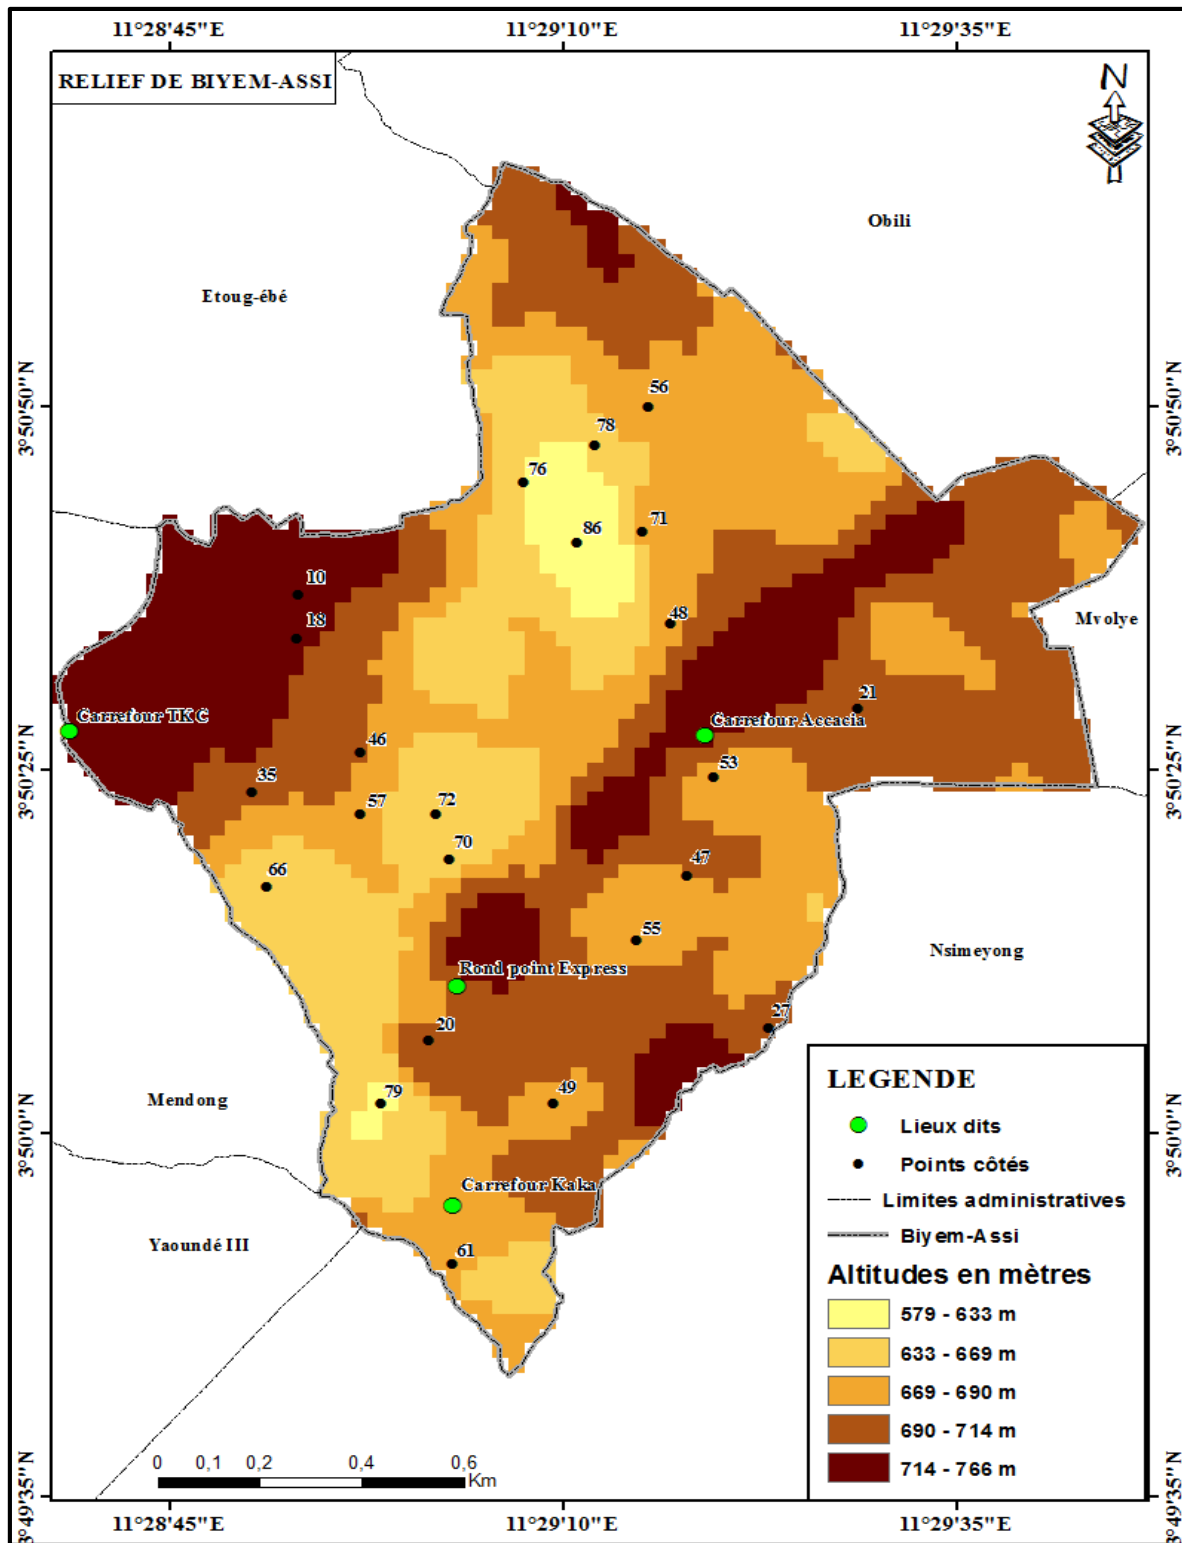 11°28'45"E
11°29'10"E
11°29'35"E
RELIEF DE BIYEM-ASSI
N
Obili
Etoug-ébé
3°50'50"N
3°50'50"N
56
78
76
71
86
10
18
48
Mvolye
21
Carrefour TKC
Carrefour Accacia
46
3°50'25"N
3°50'25"N
53
35
57
72
70
47
66
55
Nsimeyong
Rond point Express
27
20
LEGENDE
79
49
Mendong
Lieux dits
3°50'0"N
3°50'0"N
Points côtés
Carrefour Kaka
Limites administratives
Yaoundé III
Biyem-Assi
61
Altitudes en mètres
579 - 633 m
633 - 669 m
669 - 690 m
690 - 714 m
714 - 766 m
0 0,1 0,2 0,4 0,6
Km
3°49'35"N
3°49'35"N
11°28'45"E
11°29'10"E
11°29'35"E